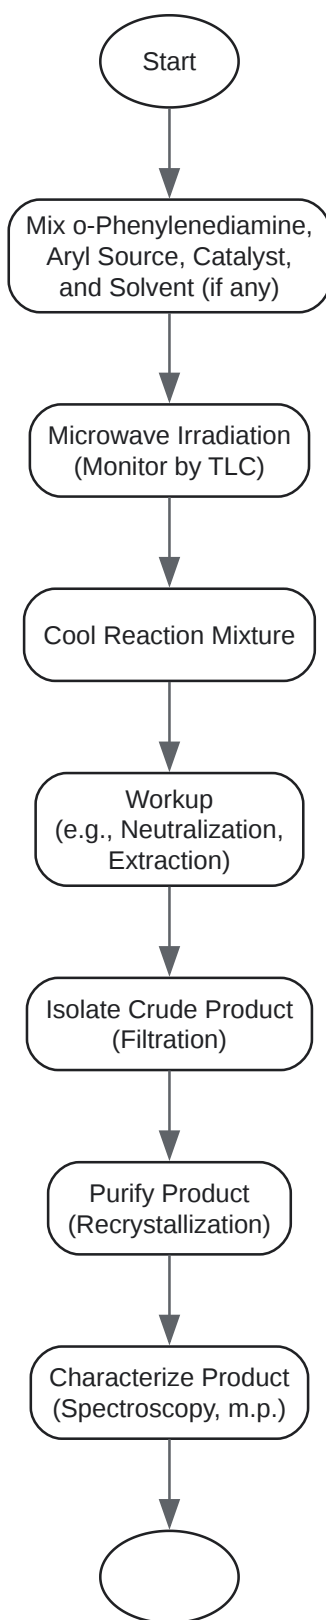 Start
Mix o-Phenylenediamine,
Aryl Source, Catalyst,
and Solvent (if any)
Microwave Irradiation
(Monitor by TLC)
Cool Reaction Mixture
Workup
(e.g., Neutralization,
Extraction)
Isolate Crude Product
(Filtration)
Purify Product
(Recrystallization)
Characterize Product
(Spectroscopy, m.p.)